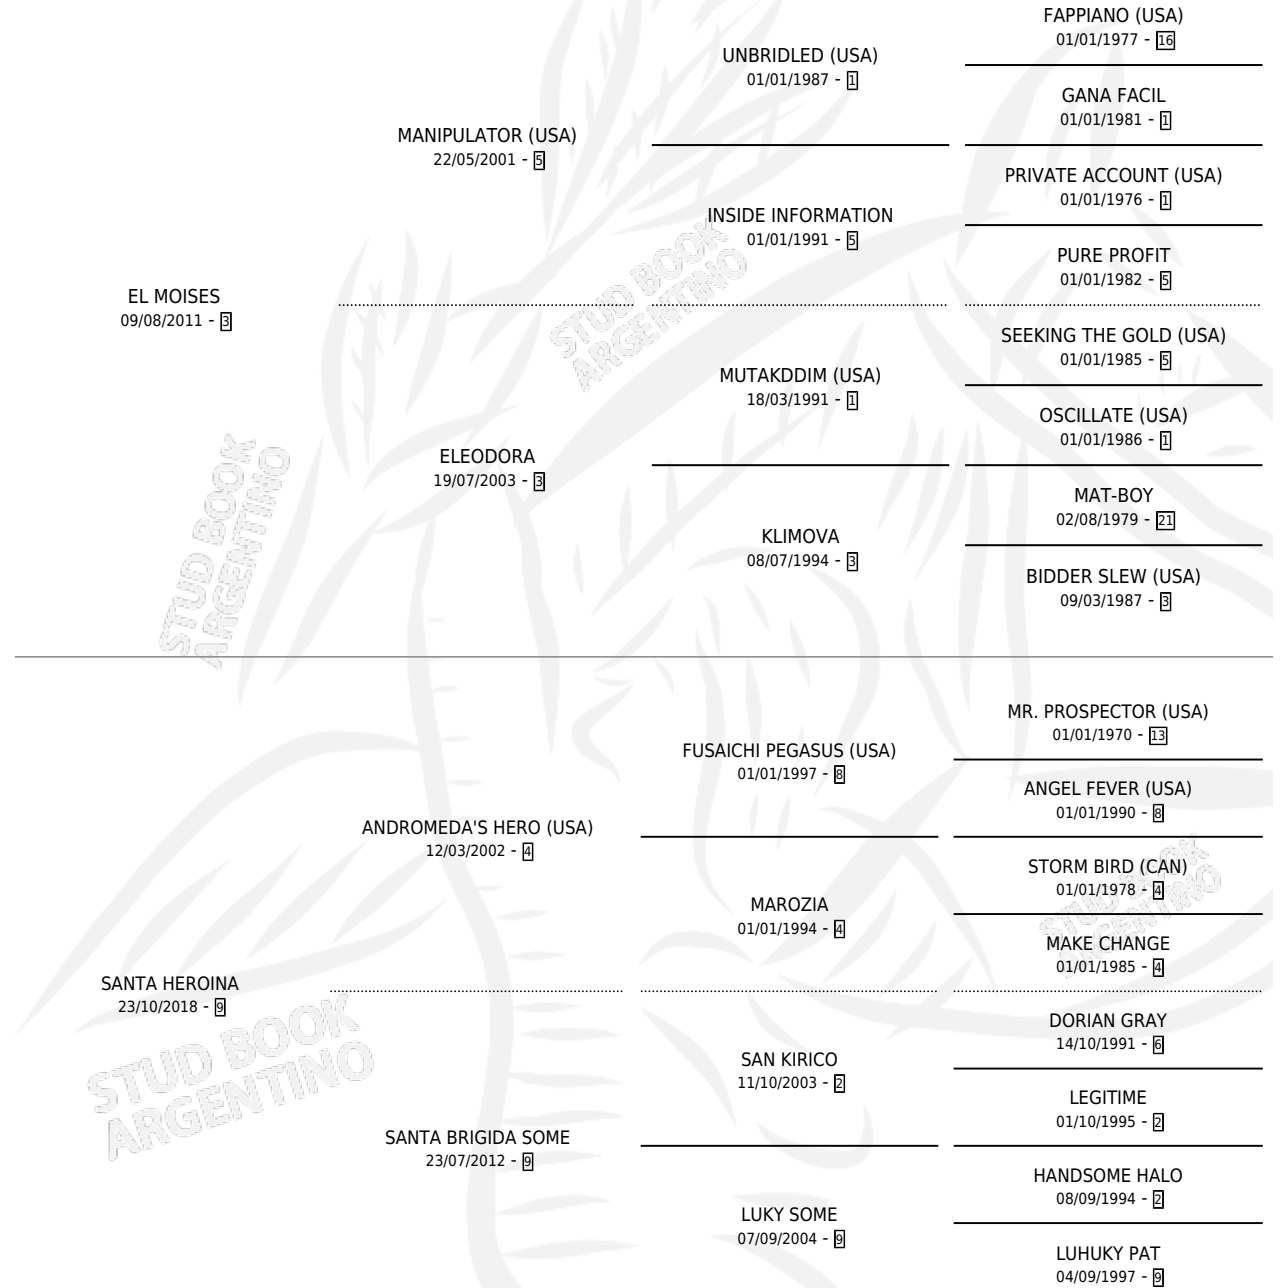 FAPPIANO (USA)
01/01/1977 - 16
UNBRIDLED (USA)
01/01/1987 - 1
GANA FACIL
01/01/1981 - 1
MANIPULATOR (USA)
22/05/2001 - 5
PRIVATE ACCOUNT (USA)
01/01/1976 - 1
INSIDE INFORMATION
01/01/1991 - 5
PURE PROFIT
01/01/1982 - 5
EL MOISES
09/08/2011 - 3
SEEKING THE GOLD (USA)
01/01/1985 - 5
MUTAKDDIM (USA)
18/03/1991 - 1
OSCILLATE (USA)
01/01/1986 - 1
ELEODORA
19/07/2003 - 3
MAT-BOY
02/08/1979 - 21
KLIMOVA
08/07/1994 - 3
BIDDER SLEW (USA)
09/03/1987 - 3
MR. PROSPECTOR (USA)
01/01/1970 - 13
FUSAICHI PEGASUS (USA)
01/01/1997 - 8
ANGEL FEVER (USA)
01/01/1990 - 8
ANDROMEDA'S HERO (USA)
12/03/2002 - 4
STORM BIRD (CAN)
01/01/1978 - 4
MAROZIA
01/01/1994 - 4
MAKE CHANGE
01/01/1985 - 4
SANTA HEROINA
23/10/2018 - 9
DORIAN GRAY
14/10/1991 - 6
SAN KIRICO
11/10/2003 - 2
LEGITIME
01/10/1995 - 2
SANTA BRIGIDA SOME
23/07/2012 - 9
HANDSOME HALO
08/09/1994 - 2
LUKY SOME
07/09/2004 - 9
LUHUKY PAT
04/09/1997 - 9
STUD BOOK
ARGENTINO
STUD BOOK
ARGENTINO
STUD BOOK
ARGENTINO
STUD BOOK
ARGENTINO